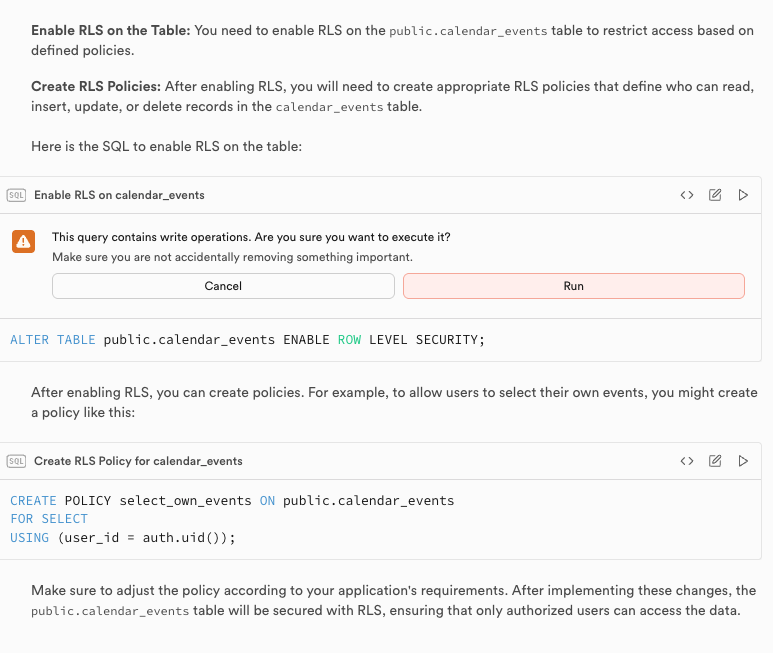 Enable RLS on the Table: You need to enable RLS on the public.calendar_events table to restrict access based on
defined policies.
Create RLS Policies: After enabling RLS, you will need to create appropriate RLS policies that define who can read,
insert, update, or delete records in the calendar_events table.
Here is the SQL to enable RLS on the table:
SQL Enable RLS on calendar_events
This query contains write operations. Are you sure you want to execute it?
Make sure you are not accidentally removing something important.
Cancel Run
ALTER TABLE public.calendar_events ENABLE ROW LEVEL SECURITY;
After enabling RLS, you can create policies. For example, to allow users to select their own events, you might create
a policy like this:
SQL Create RLS Policy for calendar_events
CREATE POLICY select_own_events ON public.calendar_events
FOR SELECT
USING (user_id = auth.uid());
Make sure to adjust the policy according to your application's requirements. After implementing these changes, the
public.calendar_events table will be secured with RLS, ensuring that only authorized users can access the data.